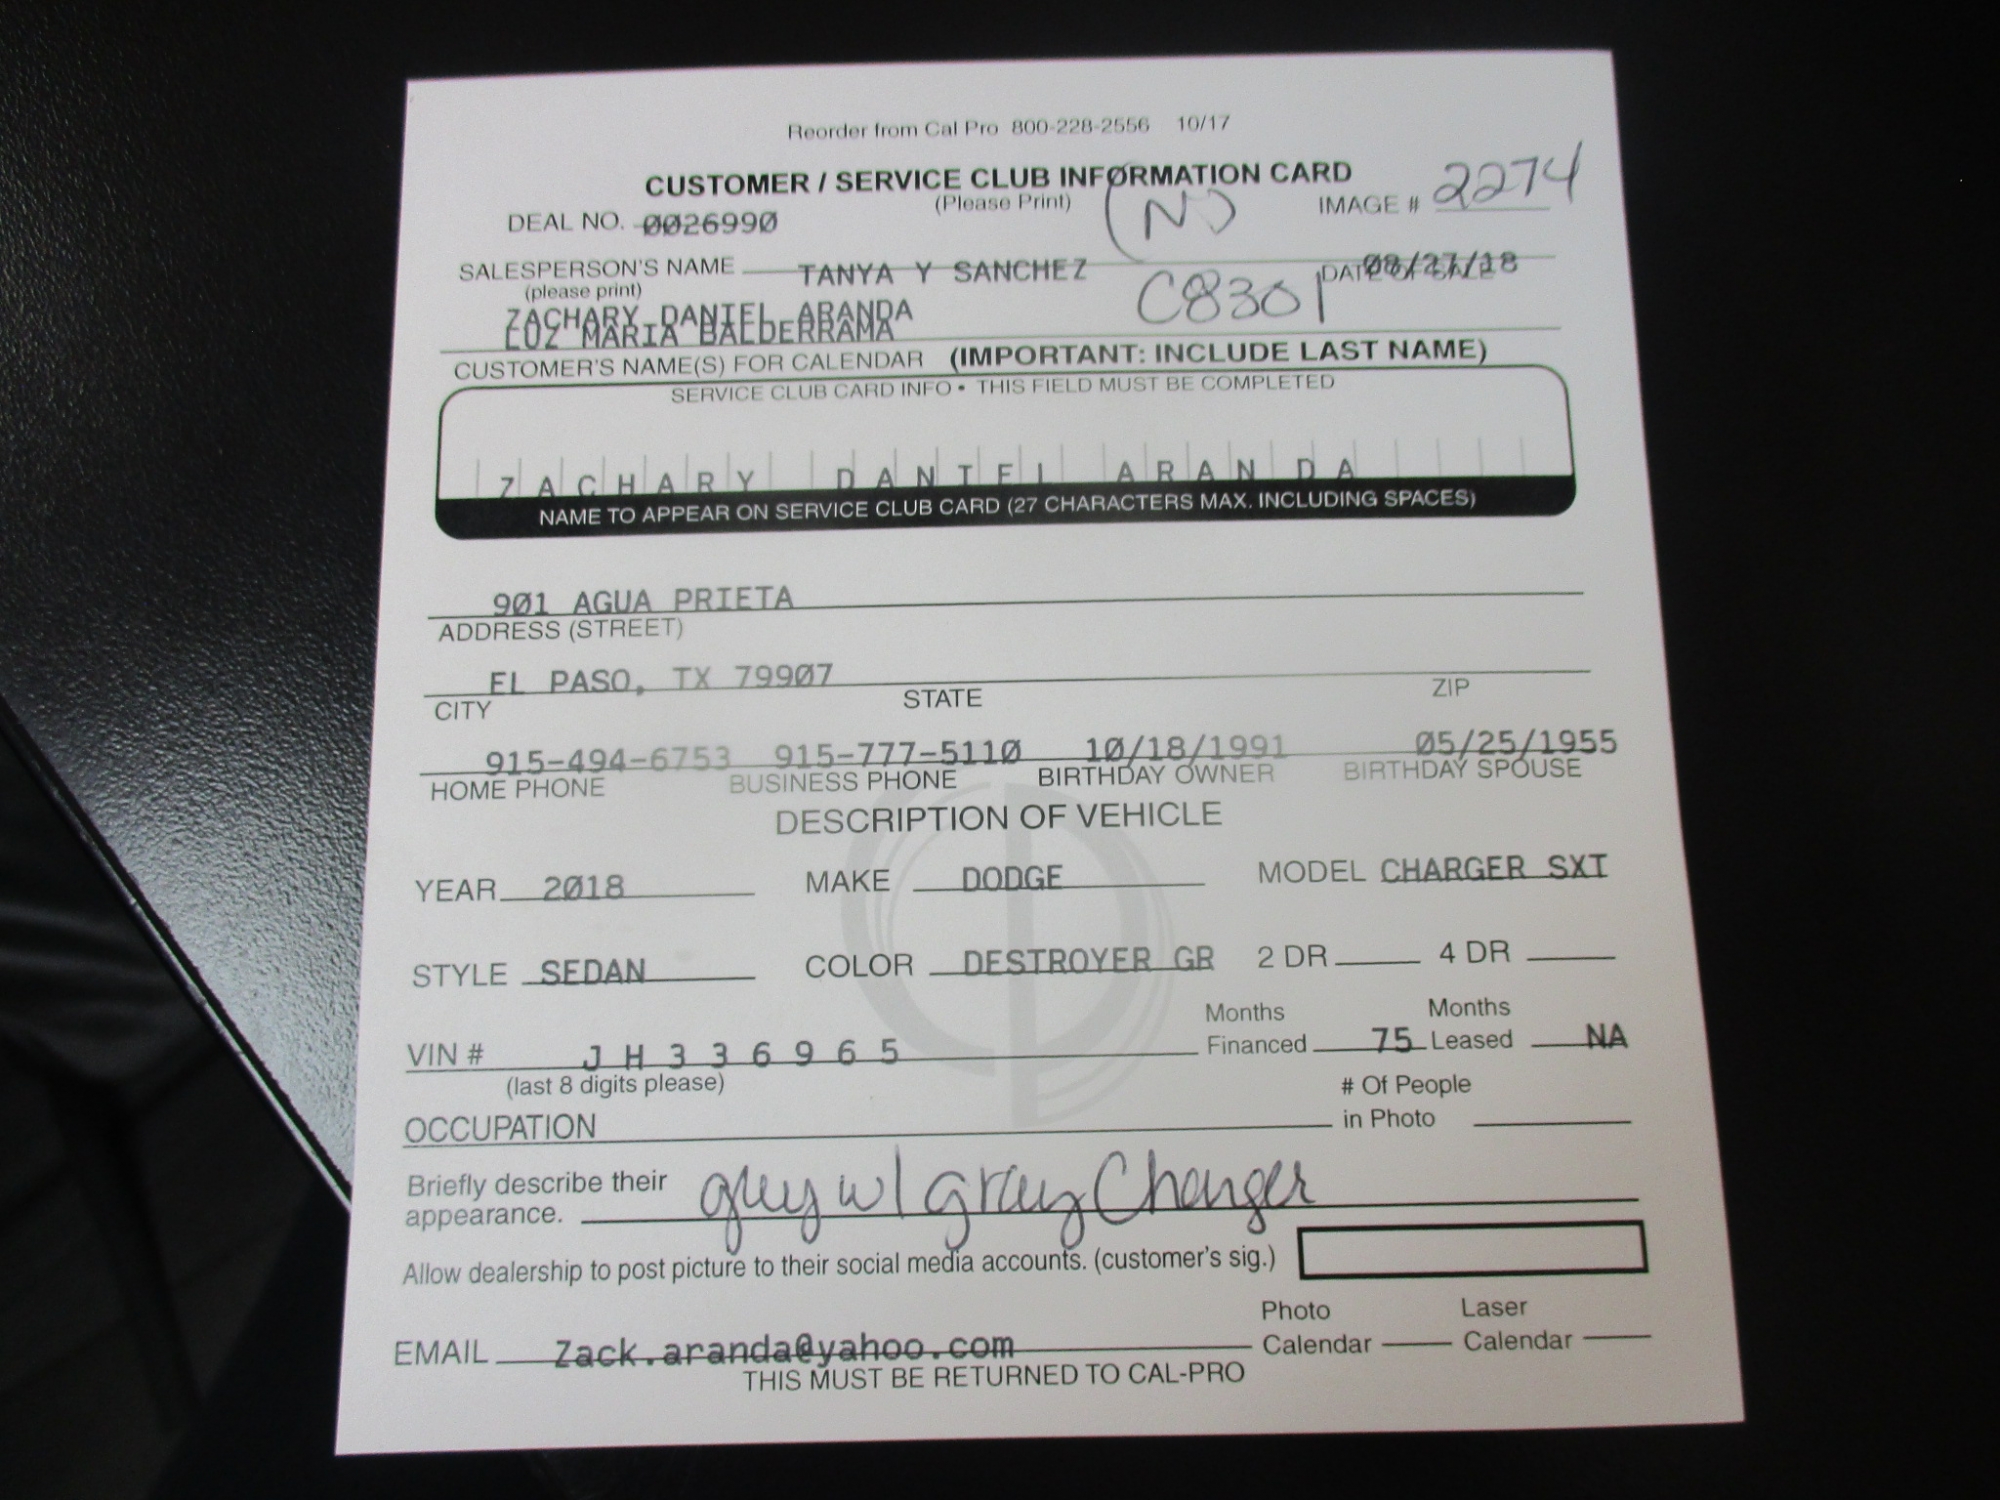 Reorder from Cal Pro 800-228-2556 10/17
CUSTOMER / SERVICE CLUB INFORMATION CARD
(Please Print) (N) IMAGE # 2274
DEAL NO. 0026990
SALESPERSON'S NAME TANYA Y SANCHEZ C8301 08/27/18
(please print)
ZACHARY DANIEL ARANDA
LUZ MARIA BALDERRAMA
CUSTOMER'S NAME(S) FOR CALENDAR (IMPORTANT: INCLUDE LAST NAME)
SERVICE CLUB CARD INFO • THIS FIELD MUST BE COMPLETED
ZACHARY DANIEL ARANDA
NAME TO APPEAR ON SERVICE CLUB CARD (27 CHARACTERS MAX. INCLUDING SPACES)
901 AGUA PRIETA
ADDRESS (STREET)
EL PASO, TX 79907
CITY STATE ZIP
915-494-6753 915-777-5110 10/18/1991 05/25/1955
HOME PHONE BUSINESS PHONE BIRTHDAY OWNER BIRTHDAY SPOUSE
DESCRIPTION OF VEHICLE
YEAR 2018 MAKE DODGE MODEL CHARGER SXT
STYLE SEDAN COLOR DESTROYER GR 2 DR 4 DR
Months Months
VIN # J H 3 3 6 9 6 5 Financed 75 Leased NA
(last 8 digits please) # Of People
OCCUPATION in Photo
Briefly describe their guy w/ gray Charger
appearance.
Allow dealership to post picture to their social media accounts. (customer's sig.)
Photo Laser
EMAIL Zack.aranda@yahoo.com Calendar Calendar
THIS MUST BE RETURNED TO CAL-PRO